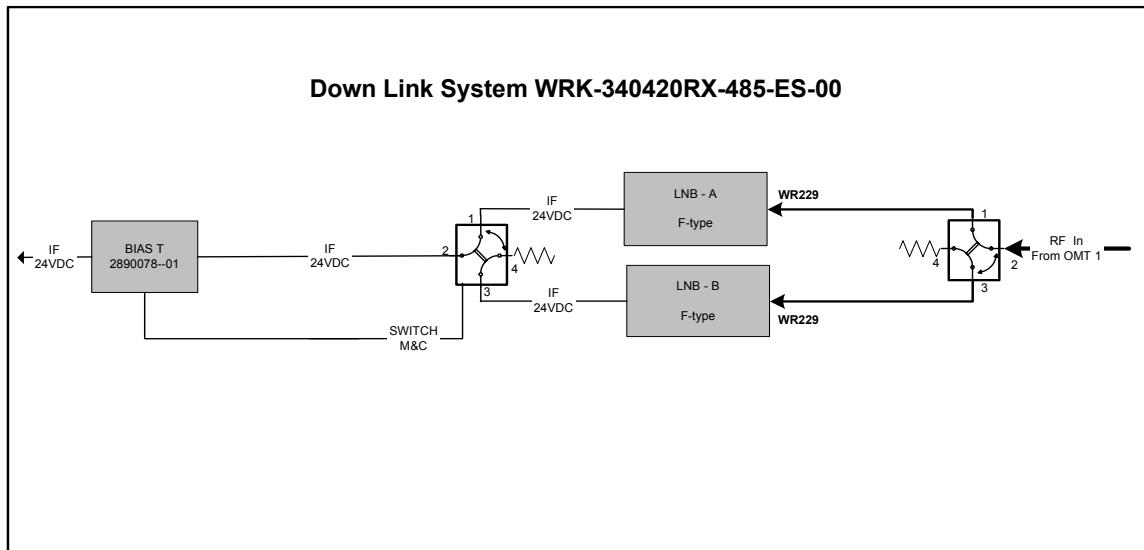 Down Link System WRK-340420RX-485-ES-00
IF
24VDC
BIAS T
2890078--01
IF
24VDC
SWITCH
M&C
1
2
3
4
IF
24VDC
IF
24VDC
LNB - A
F-type
LNB - B
F-type
WR229
WR229
1
2
3
4
RF In
From OMT 1